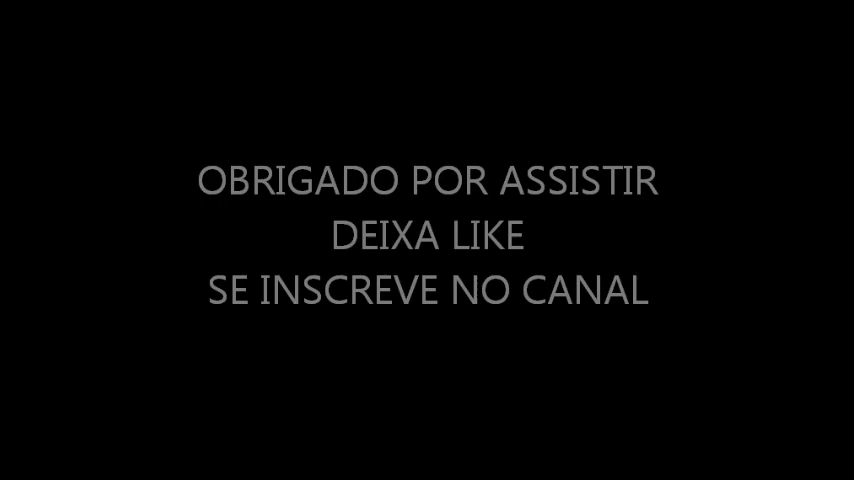 OBRIGADO POR ASSISTIR
DEIXA LIKE
SE INSCREVE NO CANAL